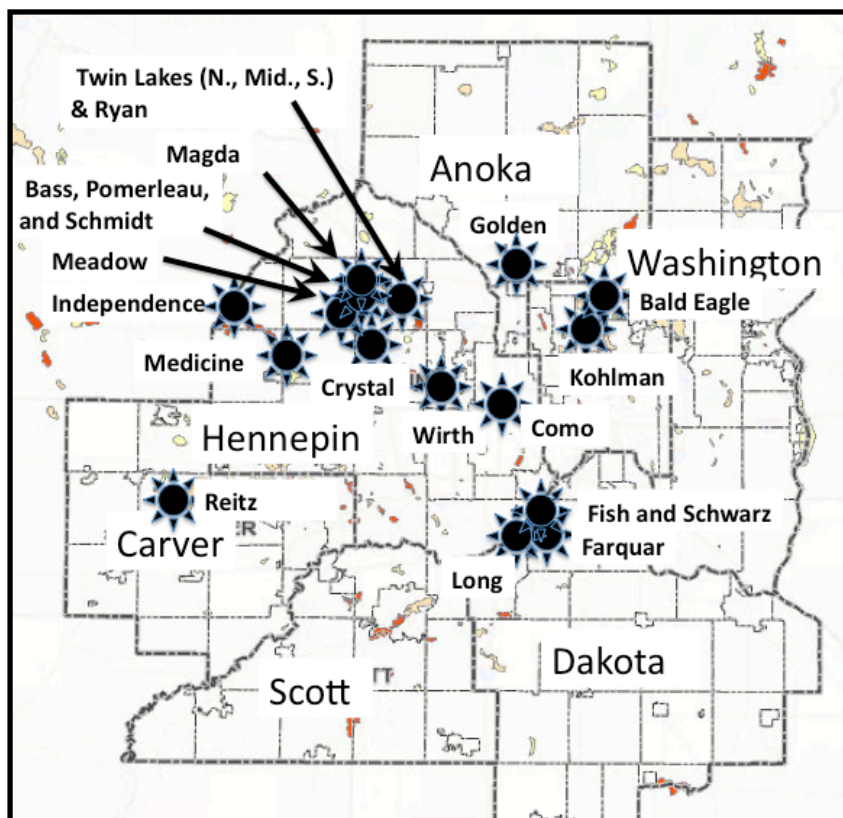 Twin Lakes (N., Mid., S.)
& Ryan
Magda
Anoka
Bass, Pomerleau,
and Schmidt
Golden
Meadow
Washington
Independence
Bald Eagle
Medicine
Crystal
Kohlman
Wirth
Como
Hennepin
Reitz
Fish and Schwarz
Carver
Farquar
Long
Dakota
Scott